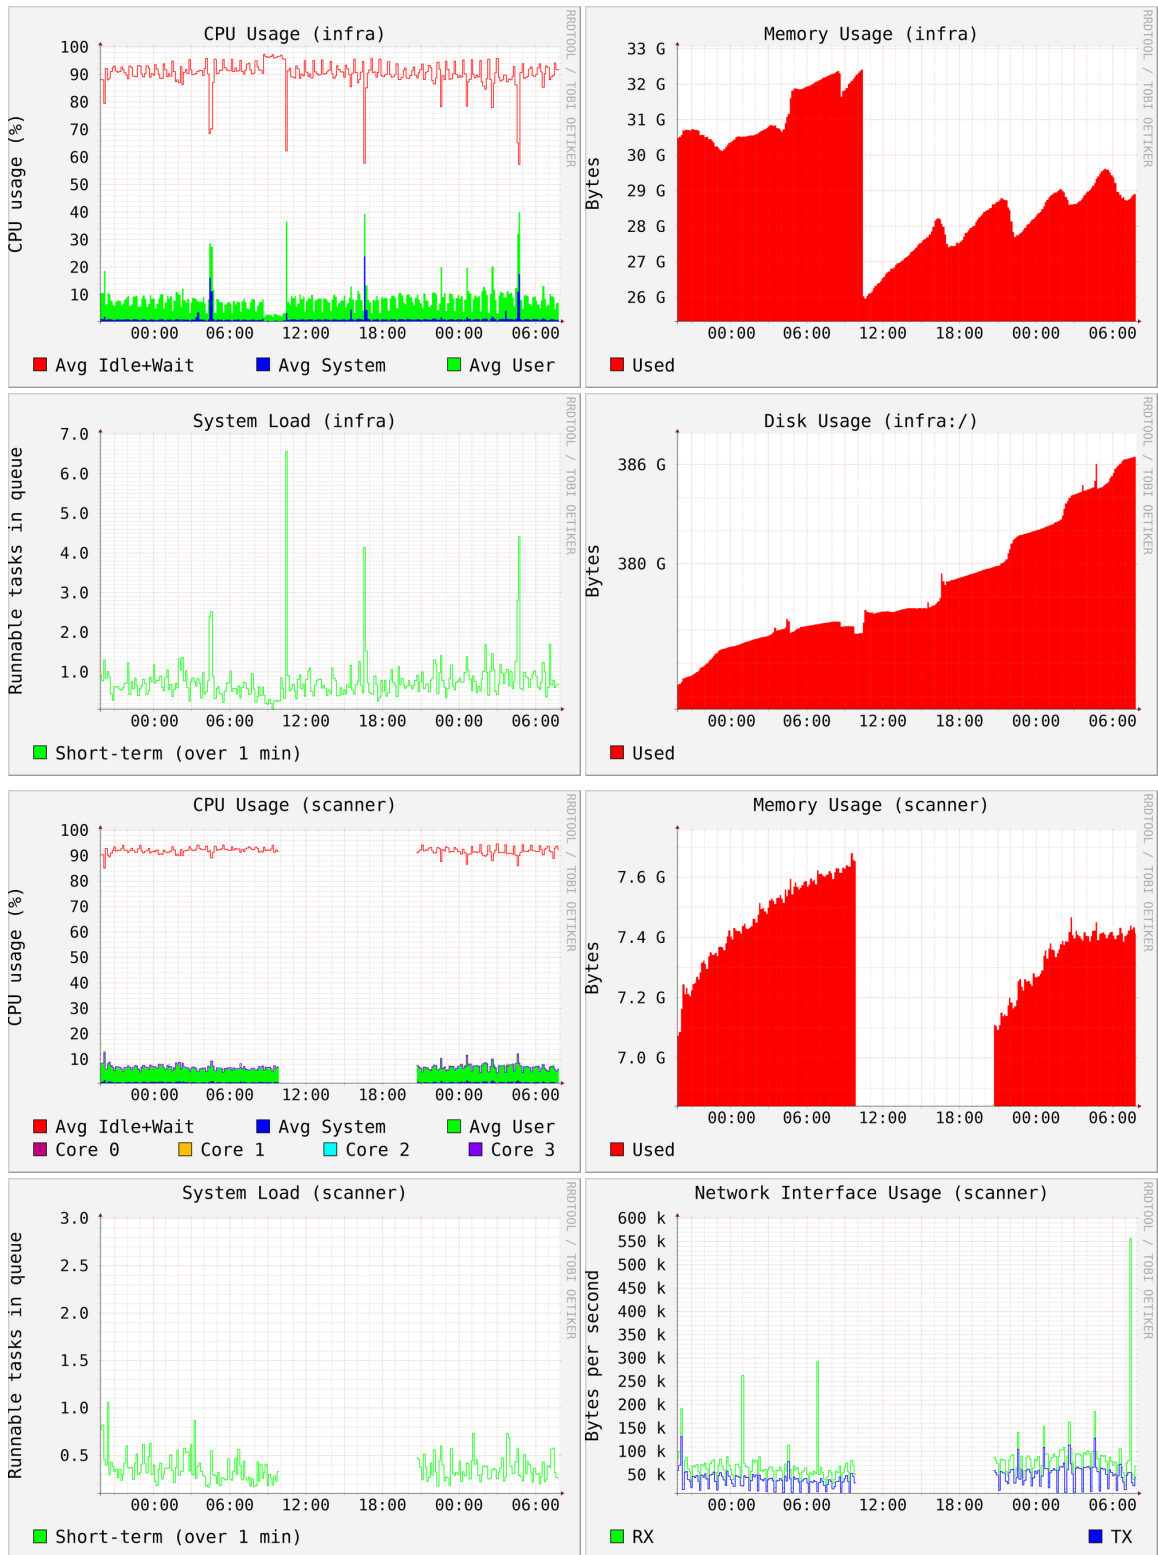 CPU Usage (infra)
RRDTOOL / TOBI OETIKER
CPU usage (%)
100
90
80
70
60
50
40
30
20
10
00:00 06:00 12:00 18:00 00:00 06:00
Avg Idle+Wait Avg System Avg User
Memory Usage (infra)
RRDTOOL / TOBI OETIKER
Bytes
33 G
32 G
31 G
30 G
29 G
28 G
27 G
26 G
00:00 06:00 12:00 18:00 00:00 06:00
Used
System Load (infra)
RRDTOOL / TOBI OETIKER
Runnable tasks in queue
7.0
6.0
5.0
4.0
3.0
2.0
1.0
00:00 06:00 12:00 18:00 00:00 06:00
Short-term (over 1 min)
Disk Usage (infra:/)
RRDTOOL / TOBI OETIKER
Bytes
386 G
380 G
00:00 06:00 12:00 18:00 00:00 06:00
Used
CPU Usage (scanner)
RRDTOOL / TOBI OETIKER
CPU usage (%)
100
90
80
70
60
50
40
30
20
10
00:00 06:00 12:00 18:00 00:00 06:00
Avg Idle+Wait Avg System Avg User
Core 0 Core 1 Core 2 Core 3
Memory Usage (scanner)
RRDTOOL / TOBI OETIKER
Bytes
7.6 G
7.4 G
7.2 G
7.0 G
00:00 06:00 12:00 18:00 00:00 06:00
Used
System Load (scanner)
RRDTOOL / TOBI OETIKER
Runnable tasks in queue
3.0
2.5
2.0
1.5
1.0
0.5
00:00 06:00 12:00 18:00 00:00 06:00
Short-term (over 1 min)
Network Interface Usage (scanner)
RRDTOOL / TOBI OETIKER
Bytes per second
600 k
550 k
500 k
450 k
400 k
350 k
300 k
250 k
200 k
150 k
100 k
50 k
00:00 06:00 12:00 18:00 00:00 06:00
RX TX